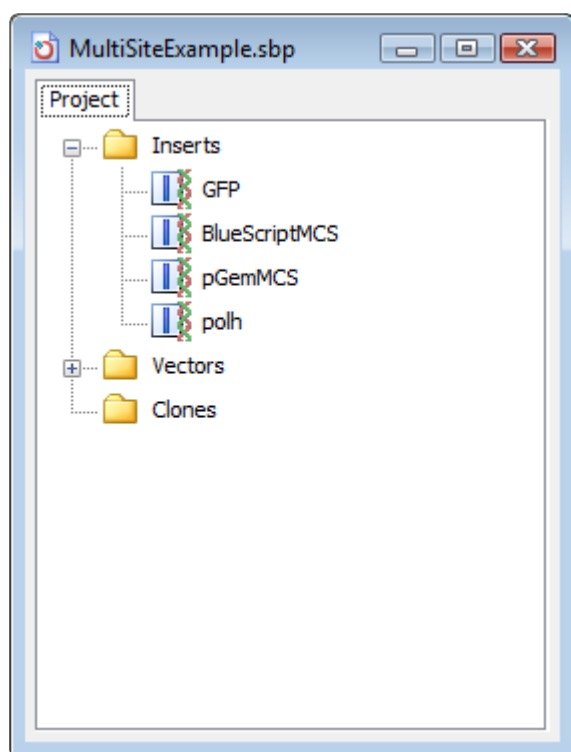 MultiSiteExample.sbp
Project
Inserts
GFP
BlueScriptMCS
pGemMCS
polh
Vectors
Clones